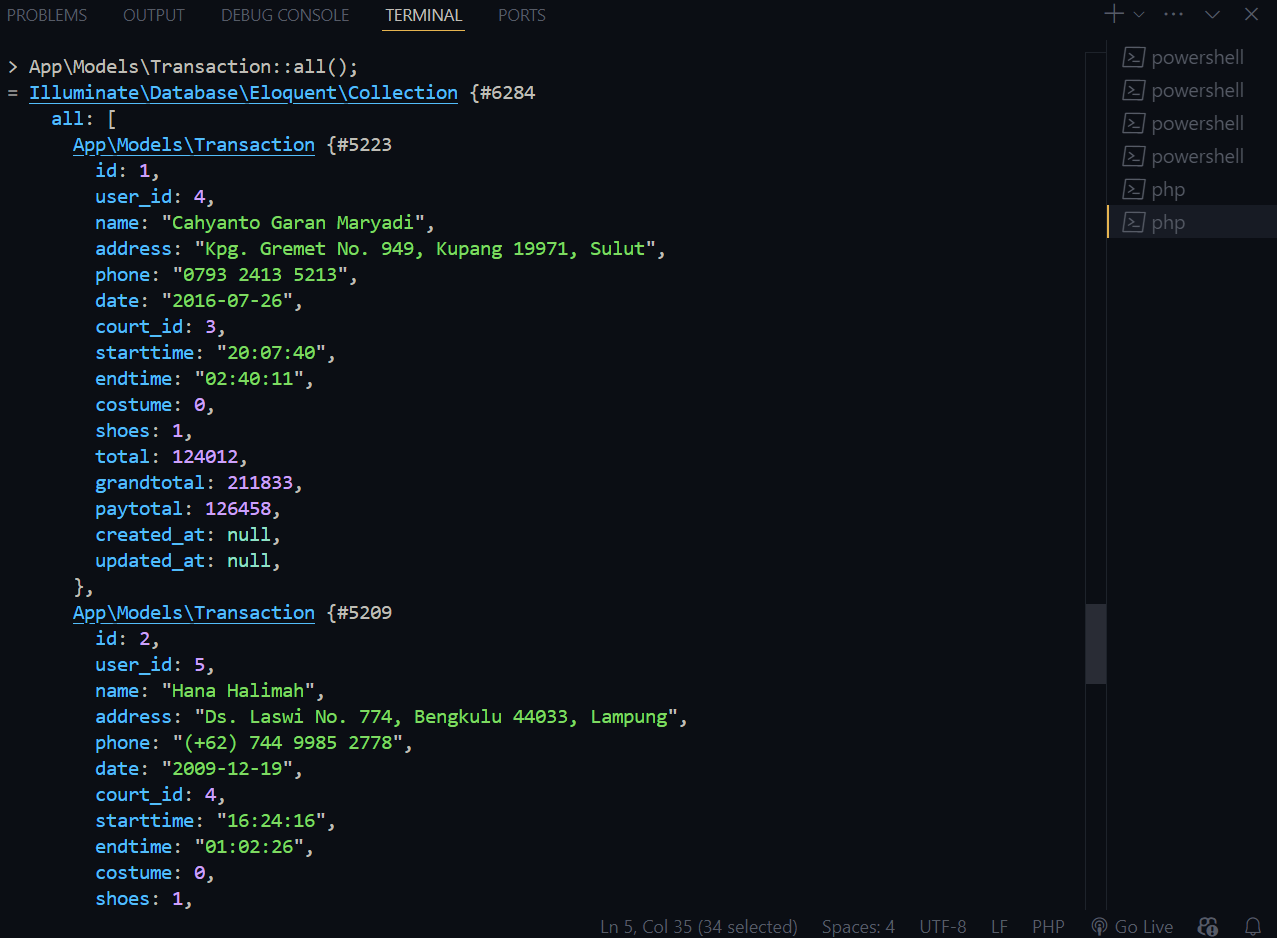 PROBLEMS OUTPUT DEBUG CONSOLE TERMINAL PORTS
> App\Models\Transaction::all();
= Illuminate\Database\Eloquent\Collection {#6284
all: [
App\Models\Transaction {#5223
id: 1,
user_id: 4,
name: "Cahyanto Garan Maryadi",
address: "Kpg. Gremet No. 949, Kupang 19971, Sulut",
phone: "0793 2413 5213",
date: "2016-07-26",
court_id: 3,
starttime: "20:07:40",
endtime: "02:40:11",
costume: 0,
shoes: 1,
total: 124012,
grandtotal: 211833,
paytotal: 126458,
created_at: null,
updated_at: null,
},
App\Models\Transaction {#5209
id: 2,
user_id: 5,
name: "Hana Halimah",
address: "Ds. Laswi No. 774, Bengkulu 44033, Lampung",
phone: "(+62) 744 9985 2778",
date: "2009-12-19",
court_id: 4,
starttime: "16:24:16",
endtime: "01:02:26",
costume: 0,
shoes: 1,
powershell
powershell
powershell
powershell
php
php
Ln 5, Col 35 (34 selected) Spaces: 4 UTF-8 LF PHP Go Live